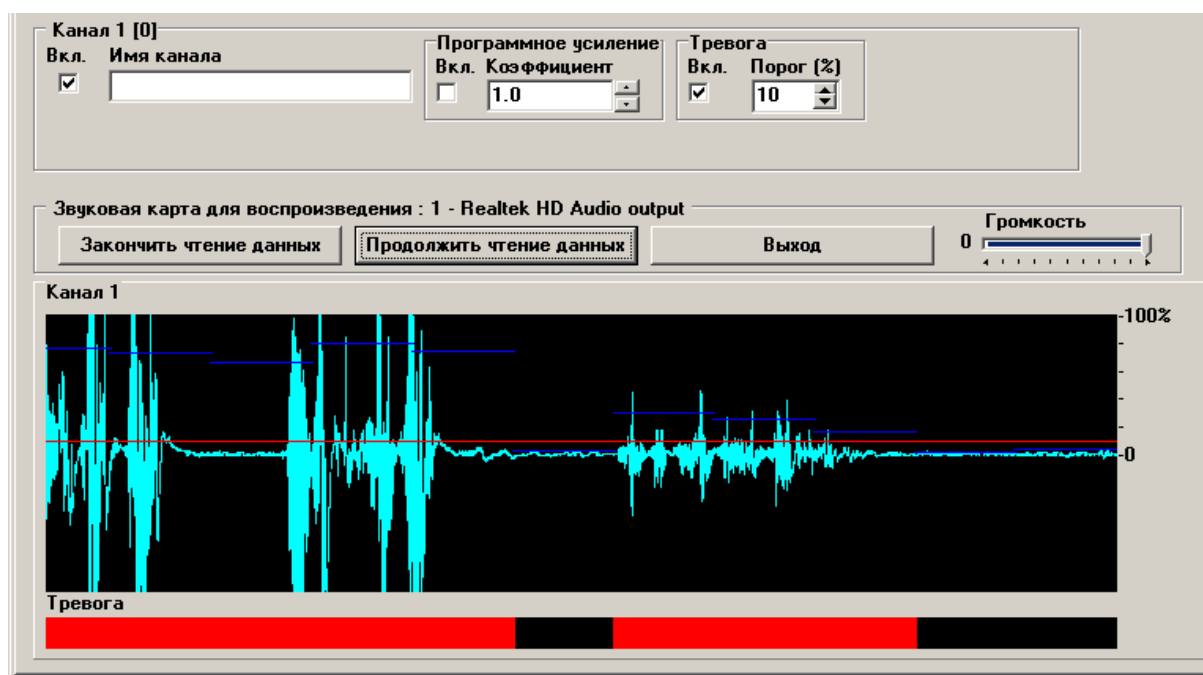 Канал 1 [0]
Вкл. Имя канала
Программное усиление
Вкл. Коэффициент
1.0
Тревога
Вкл. Порог (%)
10
Звуковая карта для воспроизведения : 1 - Realtek HD Audio output
Закончить чтение данных
Продолжить чтение данных
Выход
Громкость
0
Канал 1
-100%
-0
Тревога